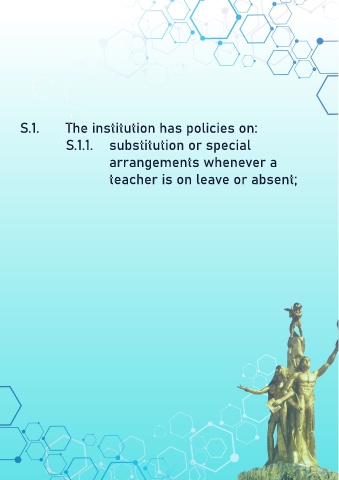 S.1. The institution has policies on:
S.1.1. substitution or special
arrangements whenever a
teacher is on leave or absent;